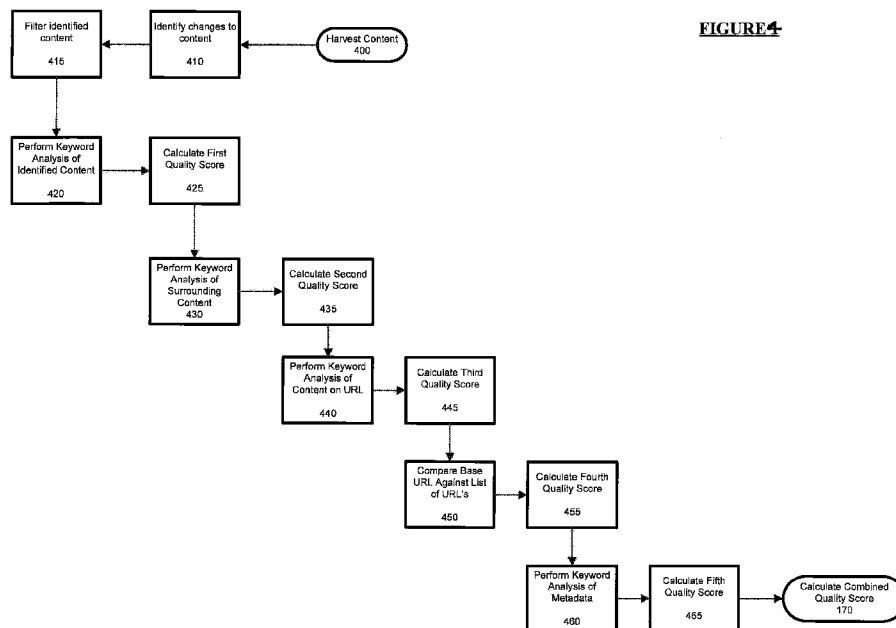 FIGURE 4
Harvest Content
400
Identify changes to
content
410
Filter identified
content
415
Perform Keyword
Analysis of
Identified Content
420
Calculate First
Quality Score
425
Perform Keyword
Analysis of
Surrounding
Content
430
Calculate Second
Quality Score
435
Perform Keyword
Analysis of
Content on URL
440
Calculate Third
Quality Score
445
Compare Base
URL Against List
of URL's
450
Calculate Fourth
Quality Score
455
Perform Keyword
Analysis of
Metadata
460
Calculate Fifth
Quality Score
465
Calculate Combined
Quality Score
170